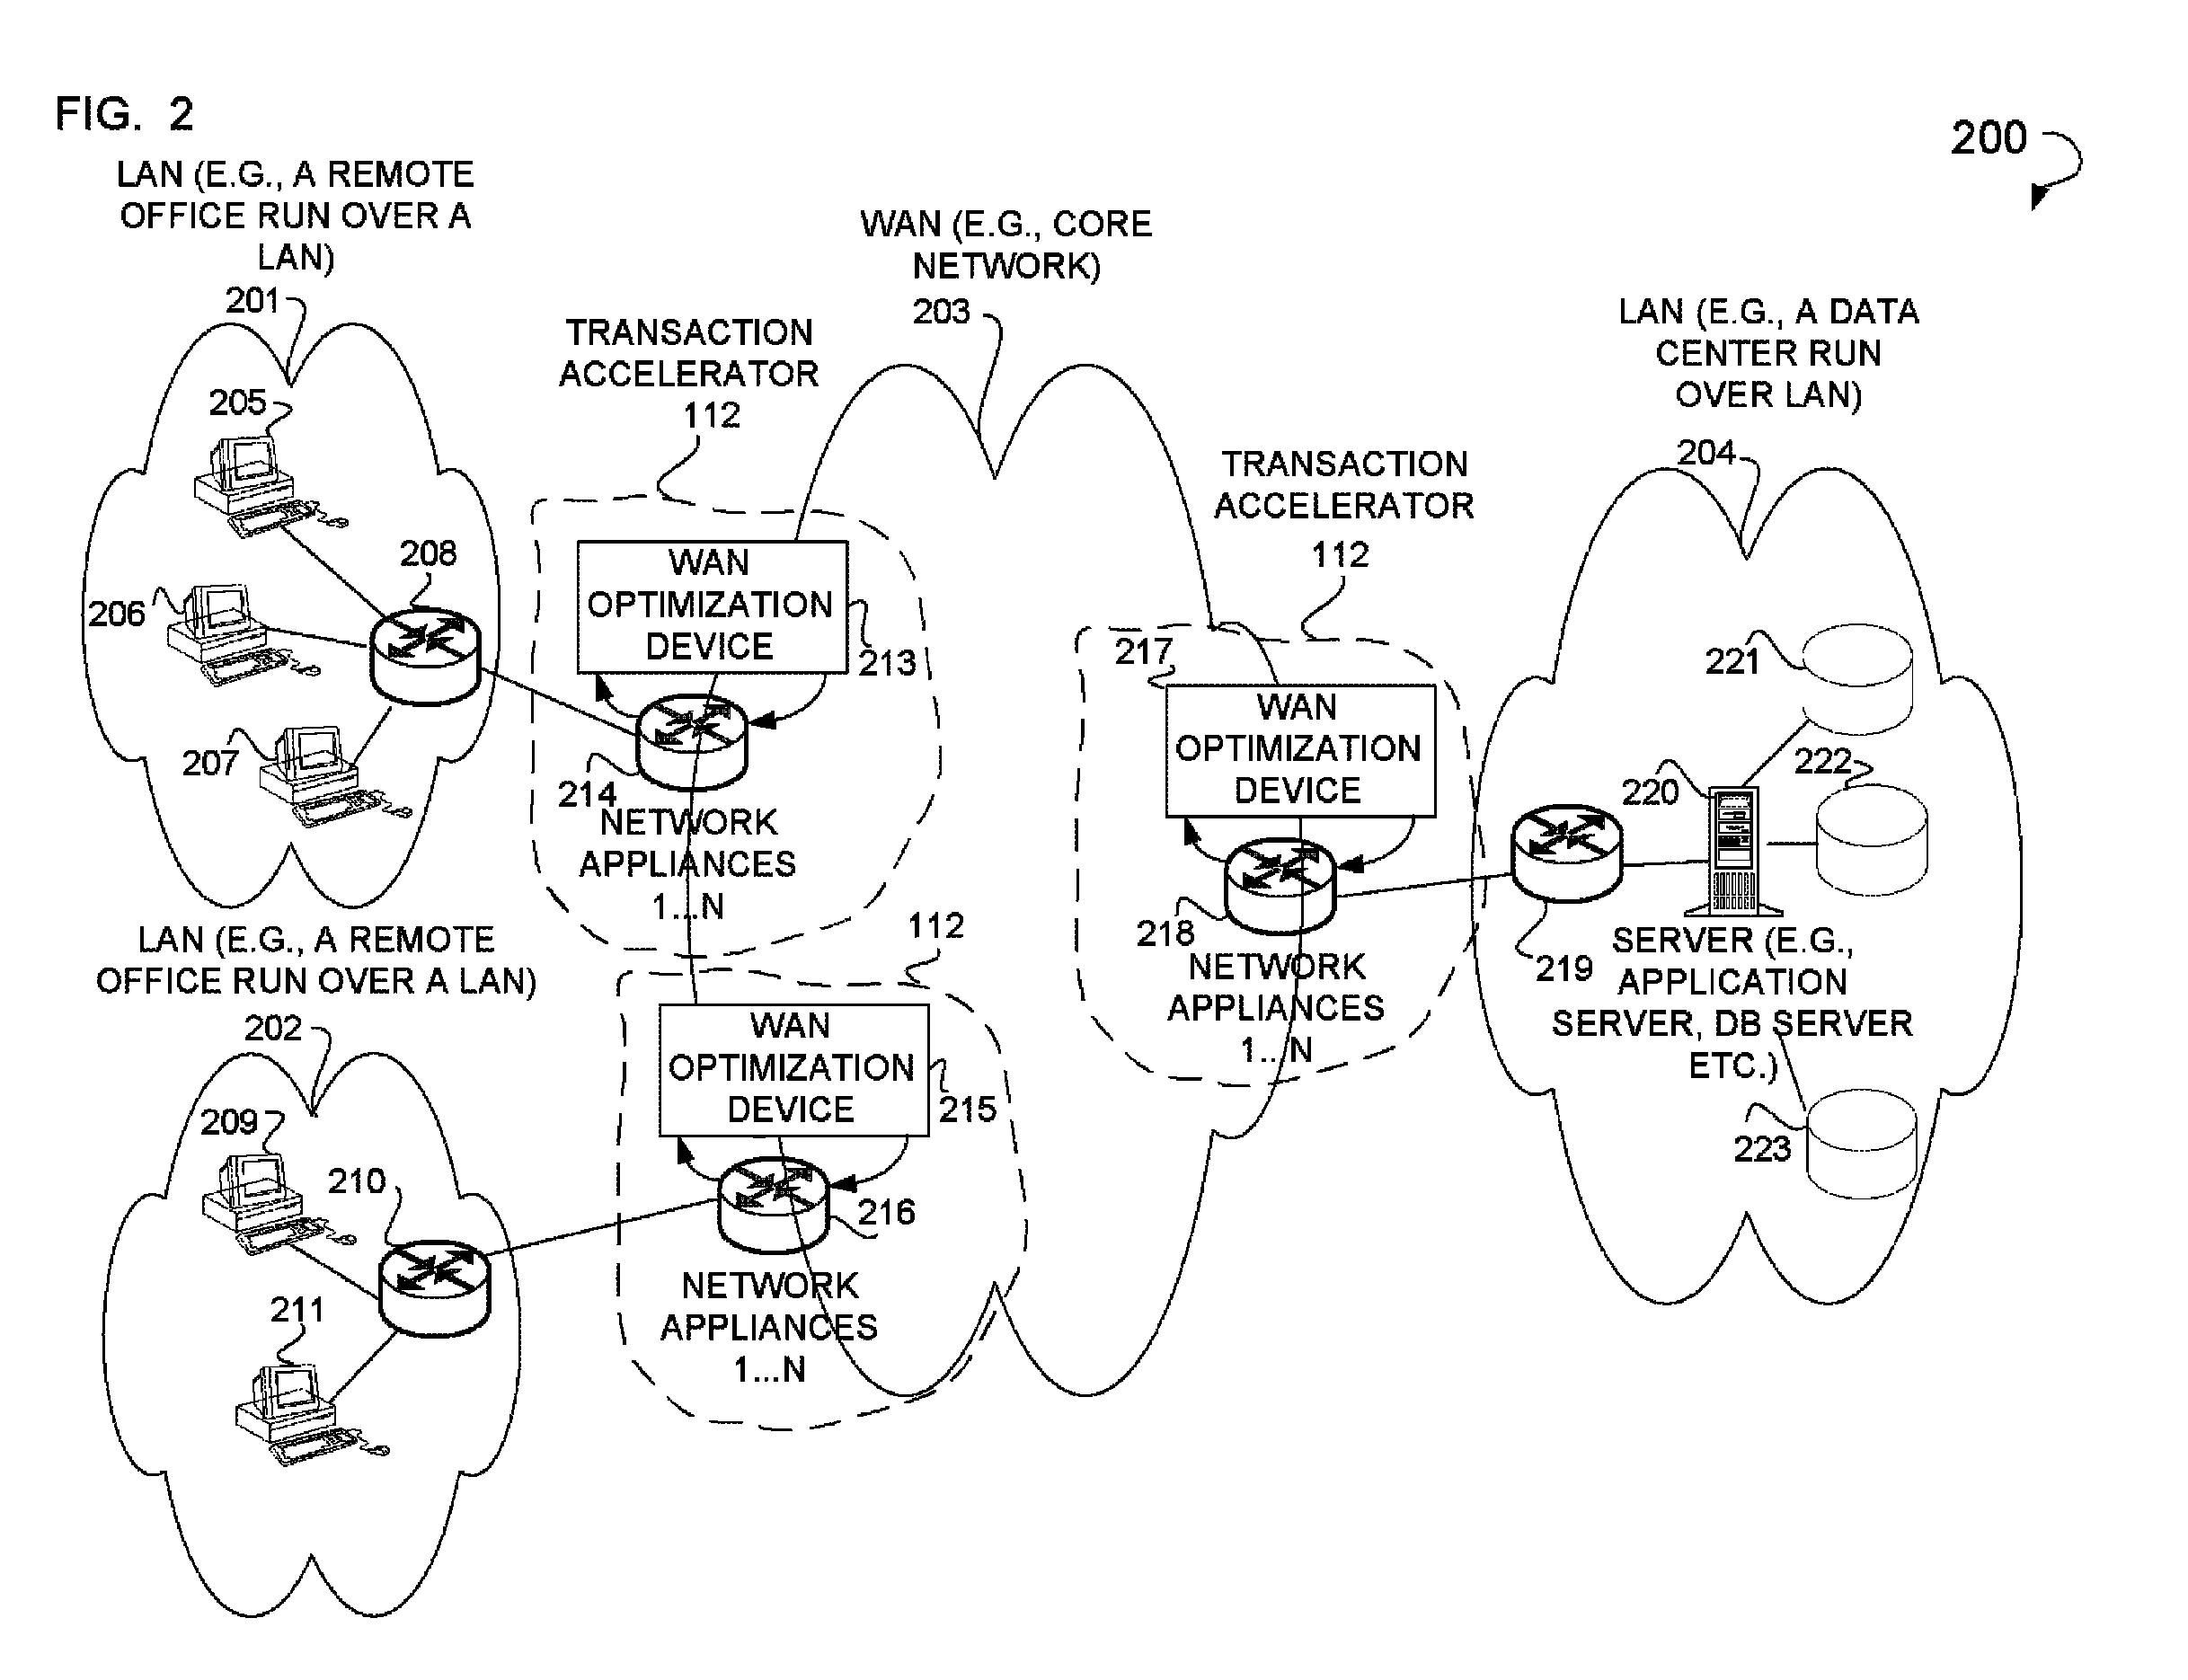 FIG. 2
200
LAN (E.G., A REMOTE
OFFICE RUN OVER A
LAN)
201
WAN (E.G., CORE
NETWORK)
203
TRANSACTION
ACCELERATOR
112
LAN (E.G., A DATA
CENTER RUN
OVER LAN)
204
TRANSACTION
ACCELERATOR
112
205
206
207
208
WAN
OPTIMIZATION
DEVICE
213
214
NETWORK
APPLIANCES
1...N
217
WAN
OPTIMIZATION
DEVICE
218
NETWORK
APPLIANCES
1...N
219
220
221
222
SERVER (E.G.,
APPLICATION
SERVER, DB SERVER
ETC.)
223
LAN (E.G., A REMOTE
OFFICE RUN OVER A LAN)
202
209
210
211
112
WAN
OPTIMIZATION
DEVICE
215
216
NETWORK
APPLIANCES
1...N